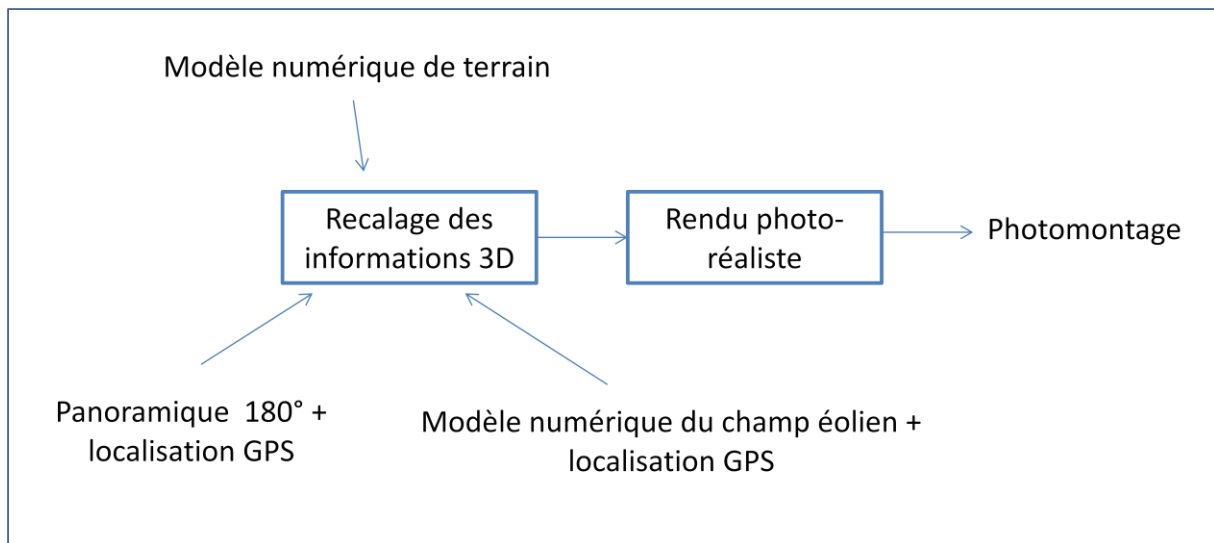 Modèle numérique de terrain
Recalage des
informations 3D
Rendu photo-
réaliste
Photomontage
Panoramique 180° +
localisation GPS
Modèle numérique du champ éolien +
localisation GPS